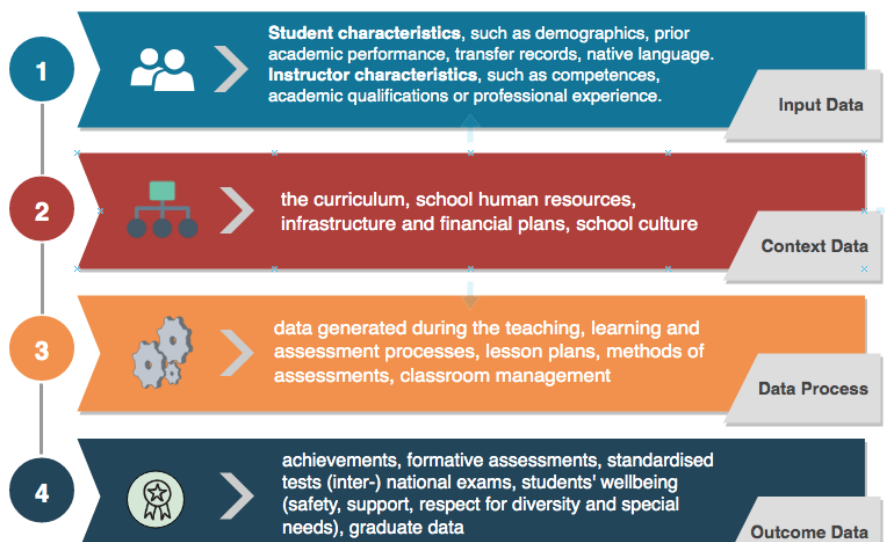 1
Student characteristics, such as demographics, prior
academic performance, transfer records, native language.
Instructor characteristics, such as competences,
academic qualifications or professional experience.
Input Data
2
the curriculum, school human resources,
infrastructure and financial plans, school culture
Context Data
3
data generated during the teaching, learning and
assessment processes, lesson plans, methods of
assessments, classroom management
Data Process
4
achievements, formative assessments, standardised
tests (inter-) national exams, students' wellbeing
(safety, support, respect for diversity and special
needs), graduate data
Outcome Data